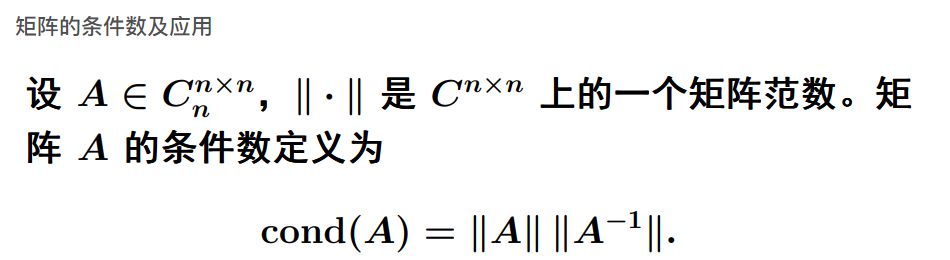 矩阵的条件数及应用
设 $A \in C_n^{n \times n}$，$\| \cdot \|$ 是 $C^{n \times n}$ 上的一个矩阵范数。矩
阵 $A$ 的条件数定义为
$\mathrm{cond}(A) = \|A\| \, \|A^{-1}\|.$